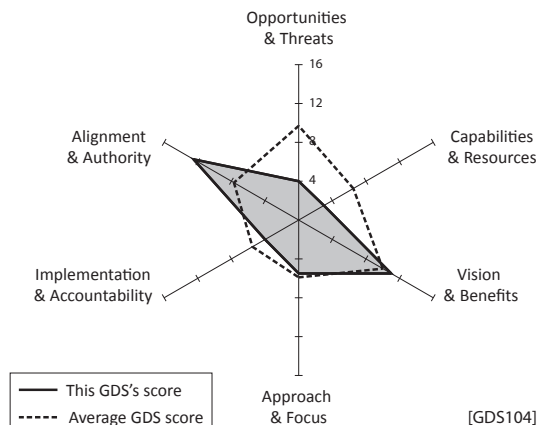 Opportunities
& Threats
16
12
8
4
Alignment
& Authority
Capabilities
& Resources
Implementation
& Accountability
Vision
& Benefits
This GDS's score
Average GDS score
Approach
& Focus
[GDS104]